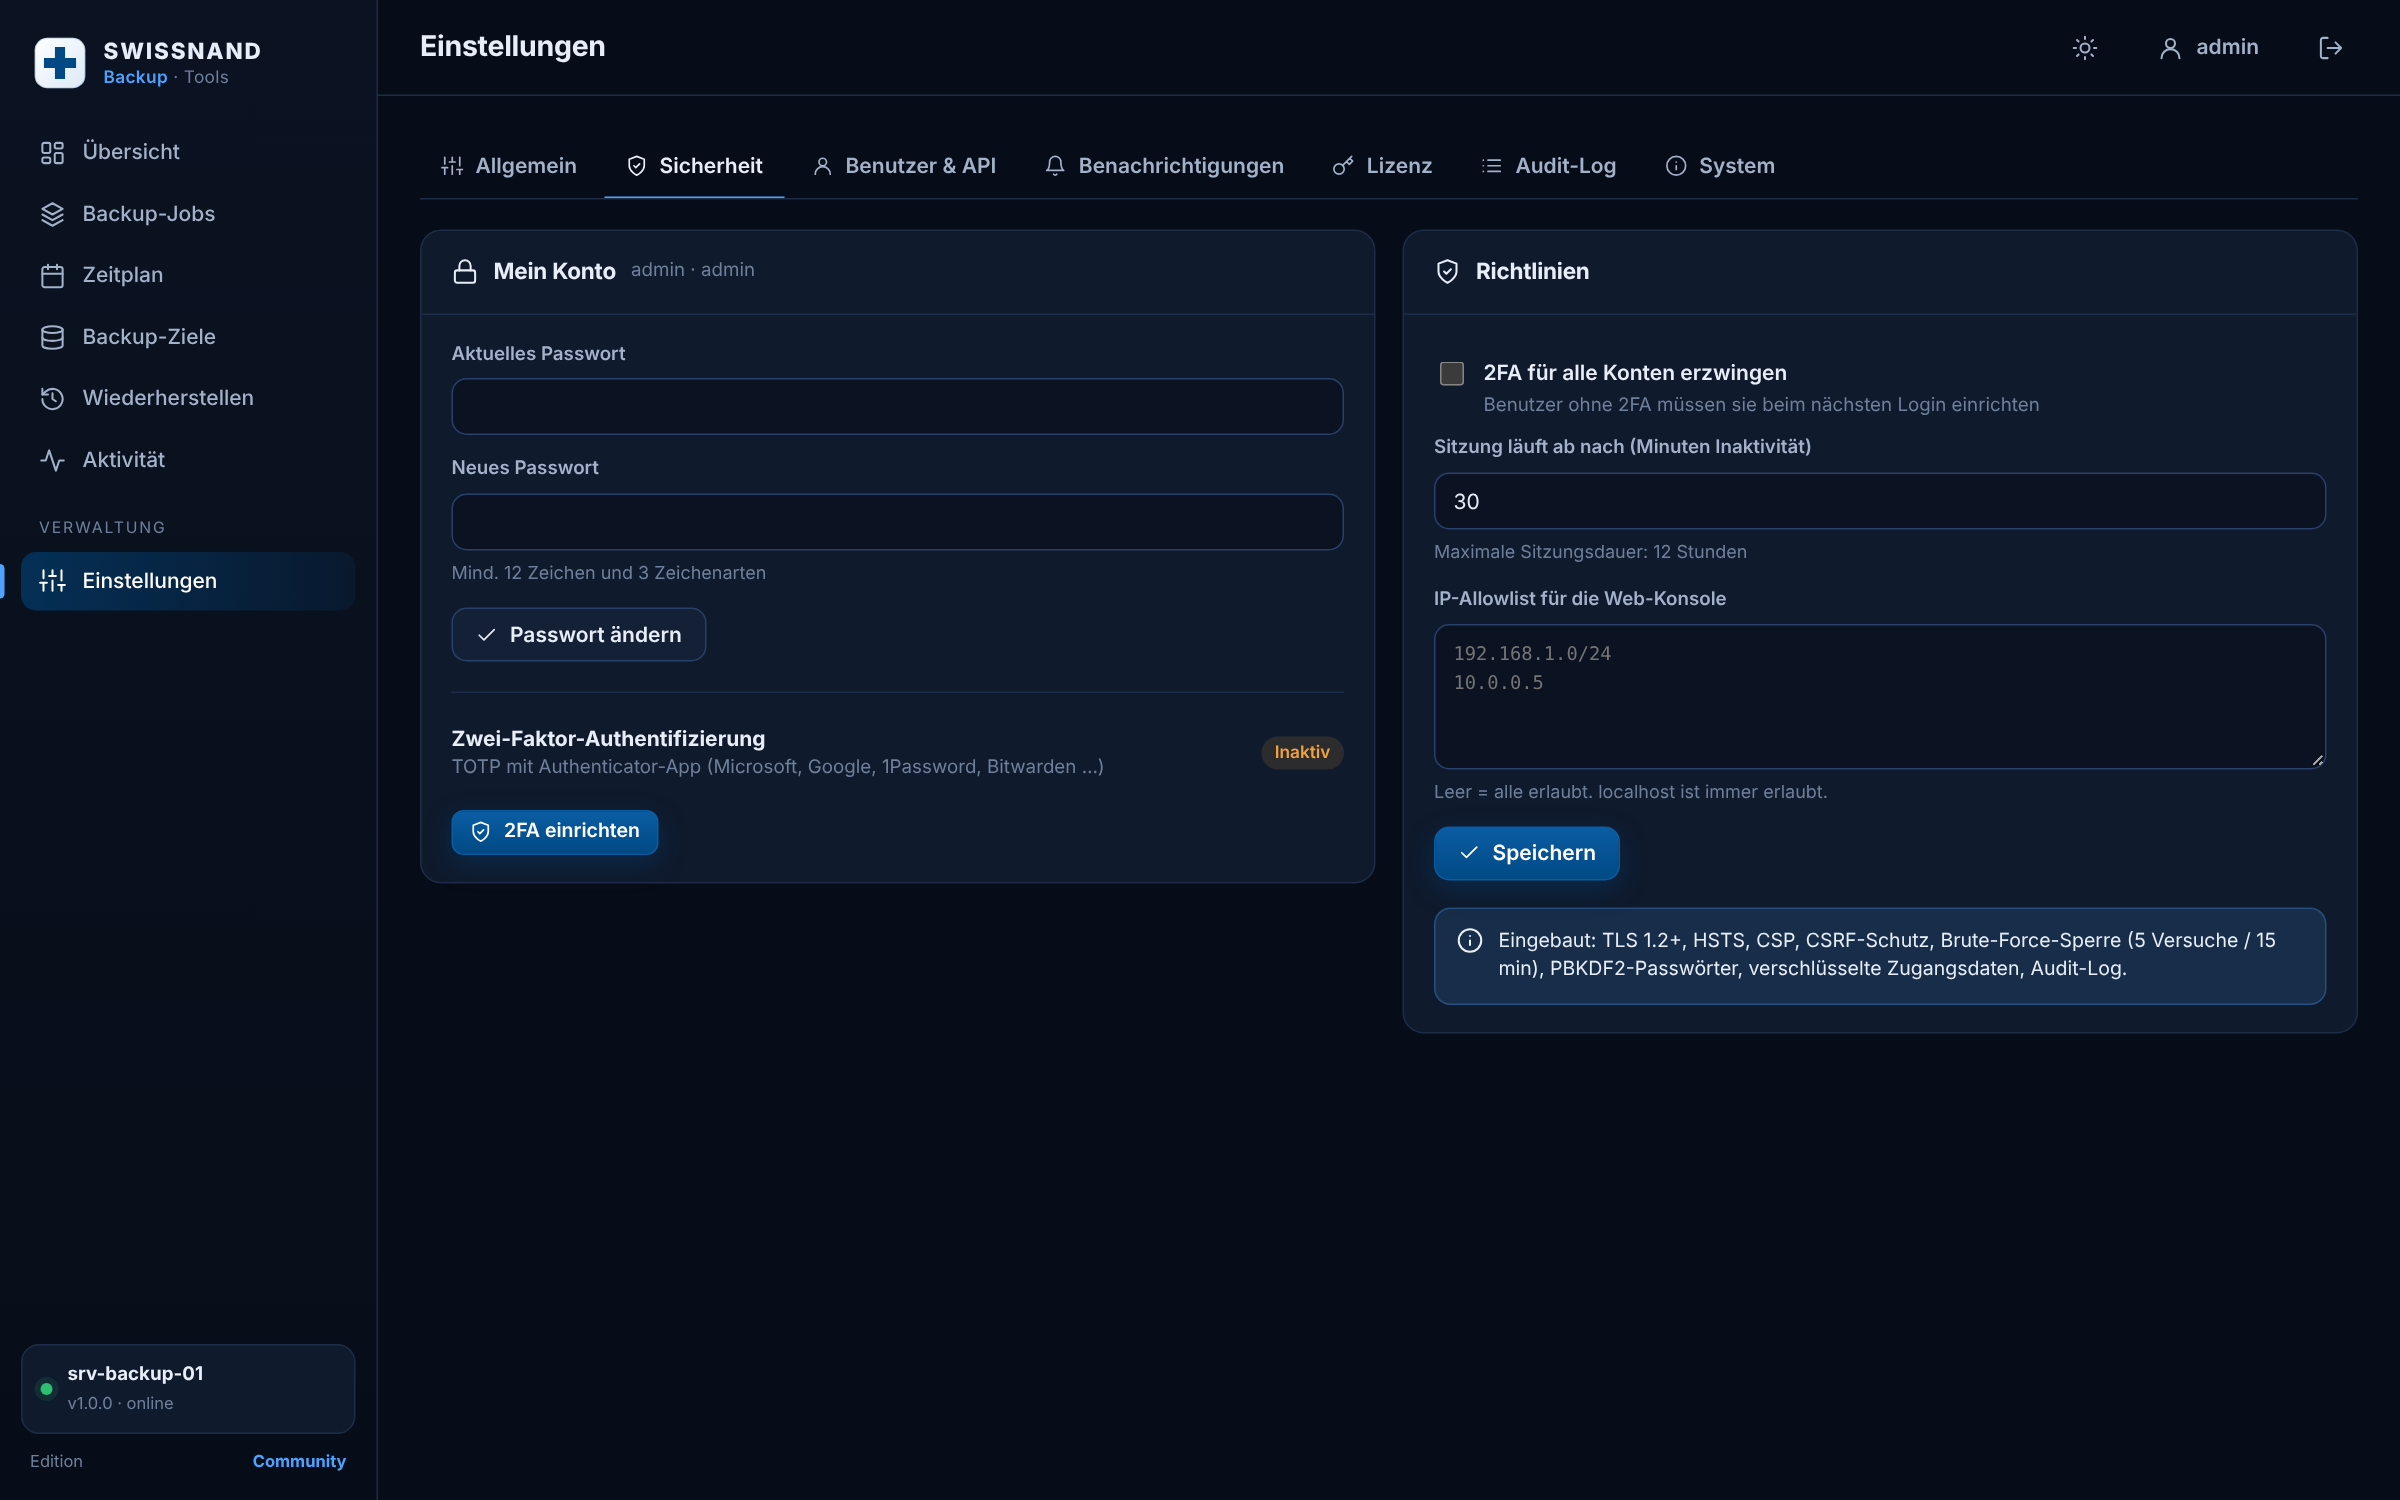 SWISSNAND
Backup · Tools
Übersicht
Backup-Jobs
Zeitplan
Backup-Ziele
Wiederherstellen
Aktivität
VERWALTUNG
Einstellungen
srv-backup-01
v1.0.0 · online
Edition
Community
Einstellungen
admin
Allgemein
Sicherheit
Benutzer & API
Benachrichtigungen
Lizenz
Audit-Log
System
Mein Konto admin · admin
Aktuelles Passwort
Neues Passwort
Mind. 12 Zeichen und 3 Zeichenarten
Passwort ändern
Zwei-Faktor-Authentifizierung
TOTP mit Authenticator-App (Microsoft, Google, 1Password, Bitwarden ...)
Inaktiv
2FA einrichten
Richtlinien
2FA für alle Konten erzwingen
Benutzer ohne 2FA müssen sie beim nächsten Login einrichten
Sitzung läuft ab nach (Minuten Inaktivität)
30
Maximale Sitzungsdauer: 12 Stunden
IP-Allowlist für die Web-Konsole
192.168.1.0/24
10.0.0.5
Leer = alle erlaubt. localhost ist immer erlaubt.
Speichern
Eingebaut: TLS 1.2+, HSTS, CSP, CSRF-Schutz, Brute-Force-Sperre (5 Versuche / 15
min), PBKDF2-Passwörter, verschlüsselte Zugangsdaten, Audit-Log.